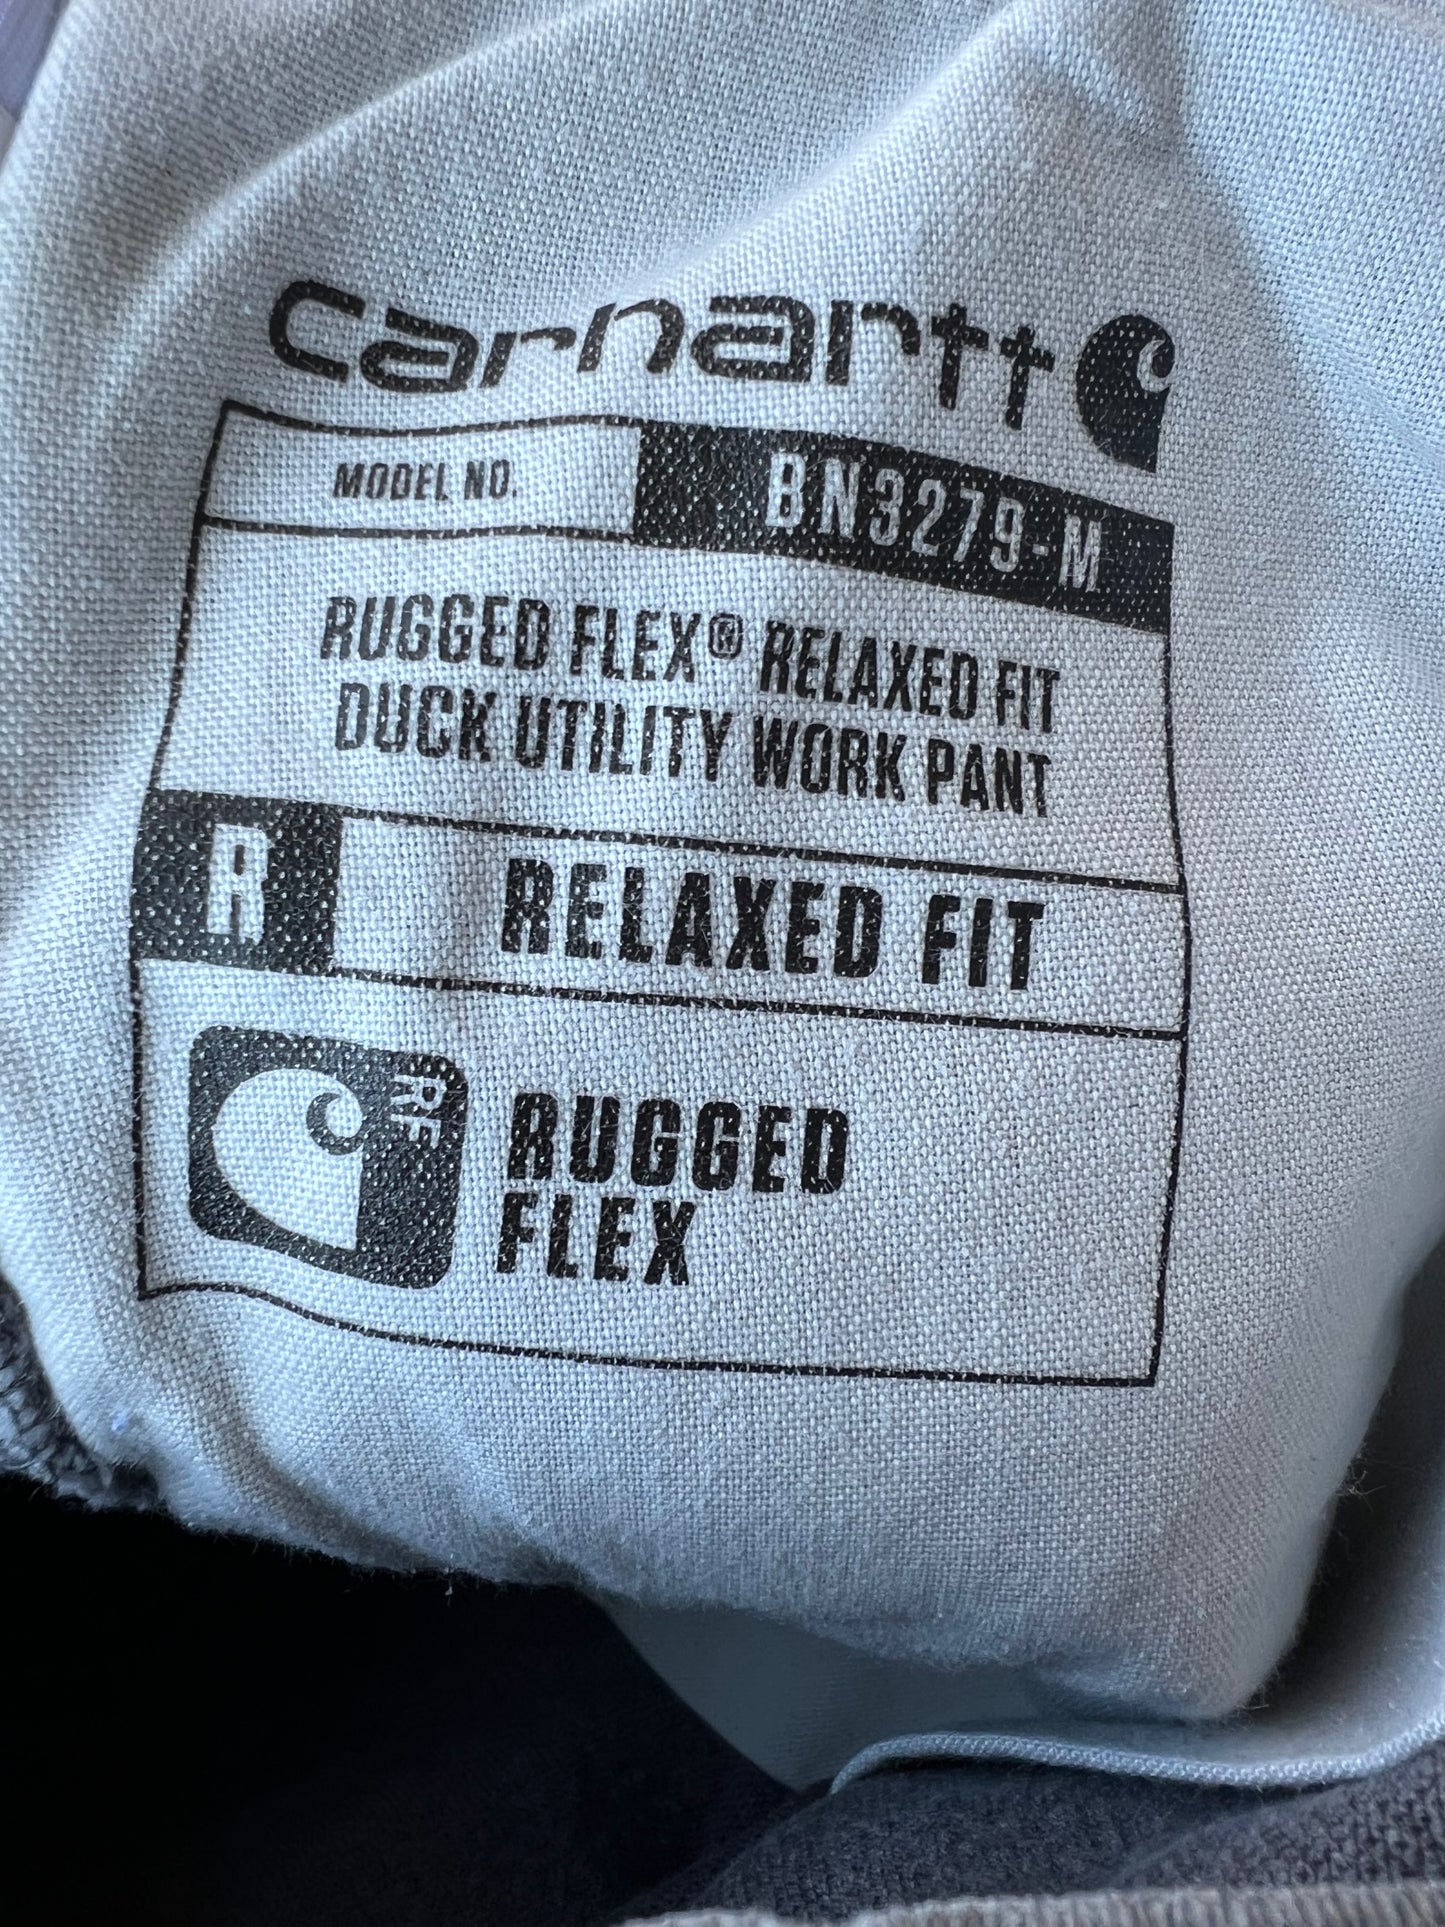 carhartt
MODEL NO. BN3279-M
RUGGED FLEX® RELAXED FIT
DUCK UTILITY WORK PANT
R RELAXED FIT
RF
RUGGED
FLEX